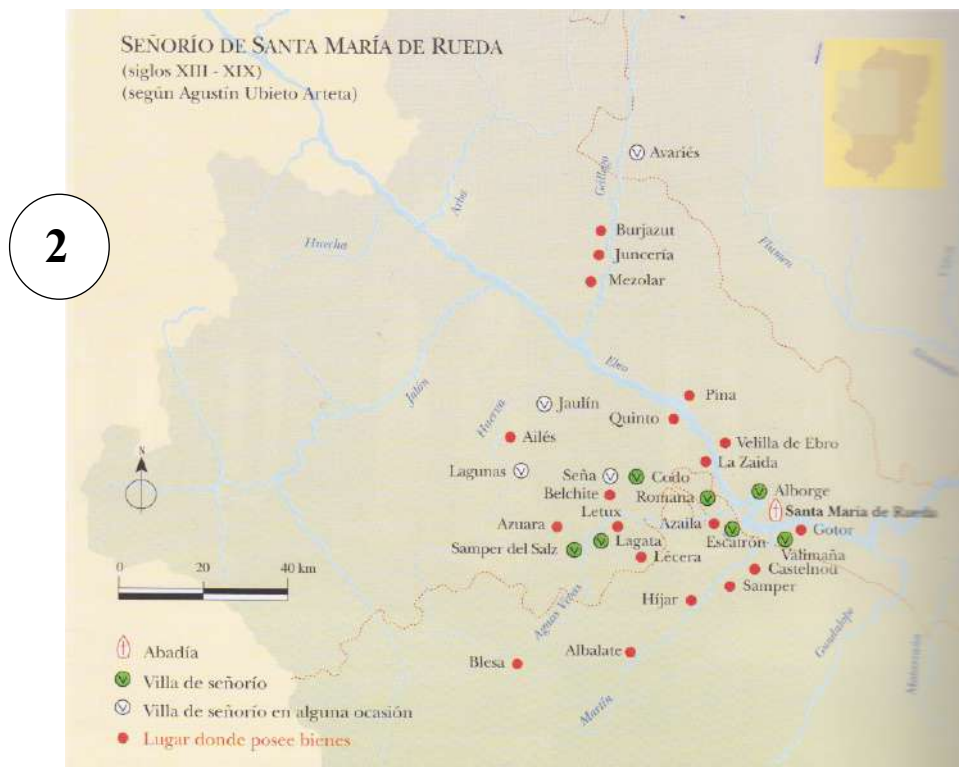 SEÑORÍO DE SANTA MARÍA DE RUEDA
(siglos XIII - XIX)
(según Agustín Ubieto Arteta)
2
Avariés
Gállego
Arba
Burjazut
Huecha
Juncería
Flumen
Mezolar
Ebro
Jalón
Pina
Jaulín
Huerva
Quinto
Ailés
Velilla de Ebro
La Zaida
Lagunas
Seña
Codo
Belchite
Romana
Alborge
Letux
Santa María de Rueda
Azuara
Azaila
Gotor
Samper del Salz
Lagata
Escatrón
Valimaña
Lécera
Castelnou
N
0 20 40 km
Samper
Híjar
Aguas Vivas
Guadalope
Blesa
Albalate
Martín
Abadía
Villa de señorío
Villa de señorío en alguna ocasión
Lugar donde posee bienes